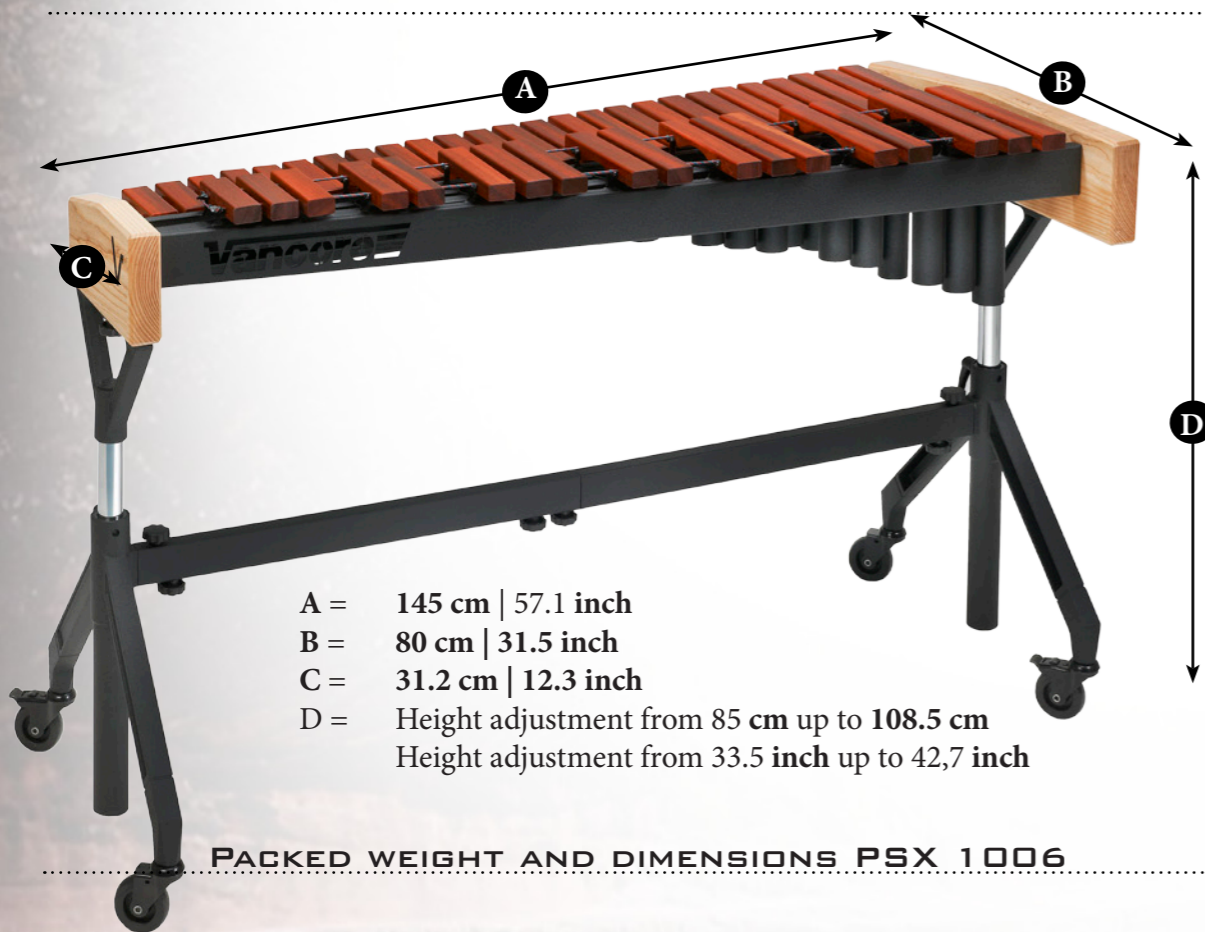 A
B
Vancore
C
D
A = 145 cm | 57.1 inch
B = 80 cm | 31.5 inch
C = 31.2 cm | 12.3 inch
D = Height adjustment from 85 cm up to 108.5 cm
Height adjustment from 33.5 inch up to 42,7 inch
PACKED WEIGHT AND DIMENSIONS PSX 1006